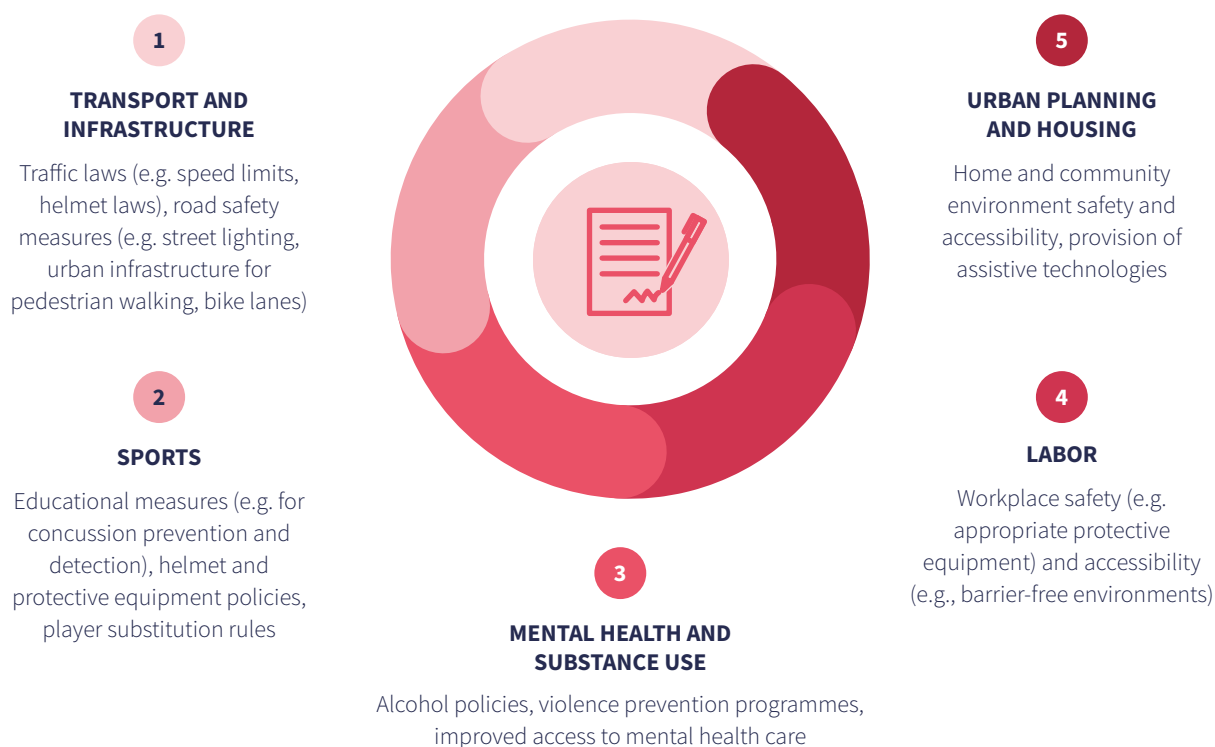 1
TRANSPORT AND
INFRASTRUCTURE
Traffic laws (e.g. speed limits,
helmet laws), road safety
measures (e.g. street lighting,
urban infrastructure for
pedestrian walking, bike lanes)
2
SPORTS
Educational measures (e.g. for
concussion prevention and
detection), helmet and
protective equipment policies,
player substitution rules
3
MENTAL HEALTH AND
SUBSTANCE USE
Alcohol policies, violence prevention programmes,
improved access to mental health care
4
LABOR
Workplace safety (e.g.
appropriate protective
equipment) and accessibility
(e.g., barrier-free environments)
5
URBAN PLANNING
AND HOUSING
Home and community
environment safety and
accessibility, provision of
assistive technologies